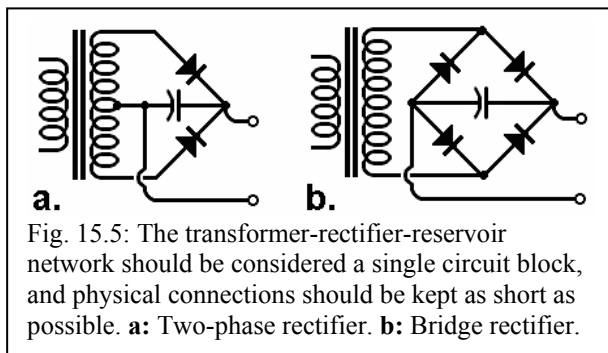 a.
b.
Fig. 15.5: The transformer-rectifier-reservoir
network should be considered a single circuit block,
and physical connections should be kept as short as
possible. a: Two-phase rectifier. b: Bridge rectifier.